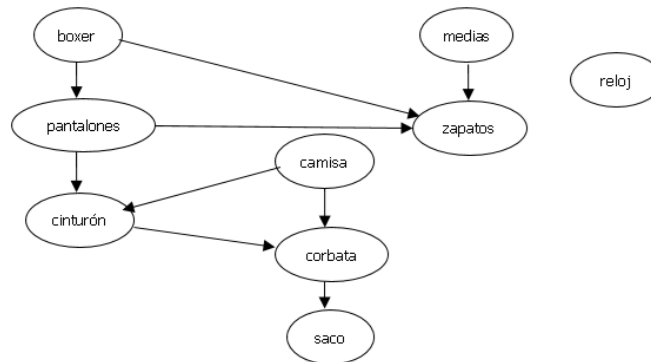 boxer
medias
reloj
pantalones
zapatos
camisa
cinturón
corbata
saco